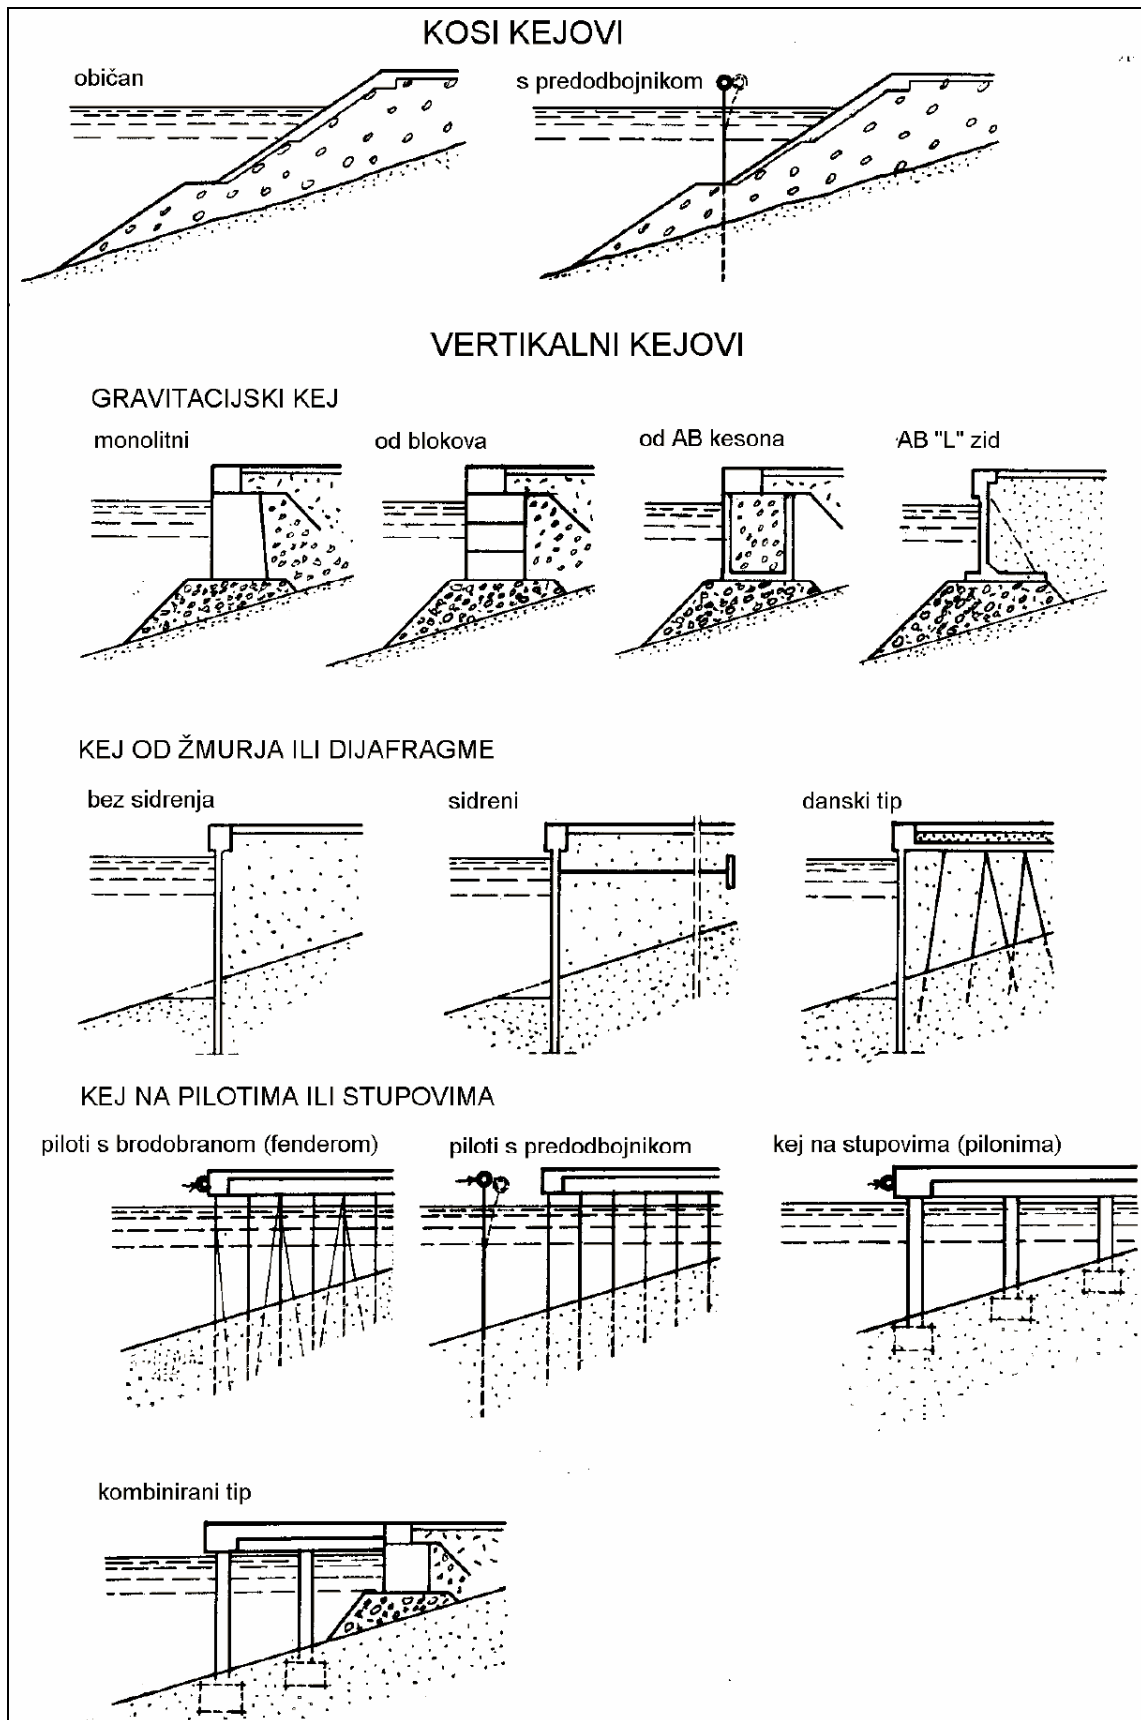 KOSI KEJOVI
običan
s predodbojnikom
VERTIKALNI KEJOVI
GRAVITACIJSKI KEJ
monolitni
od blokova
od AB kesona
AB "L" zid
KEJ OD ŽMURJA ILI DIJAFRAGME
bez sidrenja
sidreni
danski tip
KEJ NA PILOTIMA ILI STUPOVIMA
piloti s brodobranom (fenderom)
piloti s predodbojnikom
kej na stupovima (pilonima)
kombinirani tip